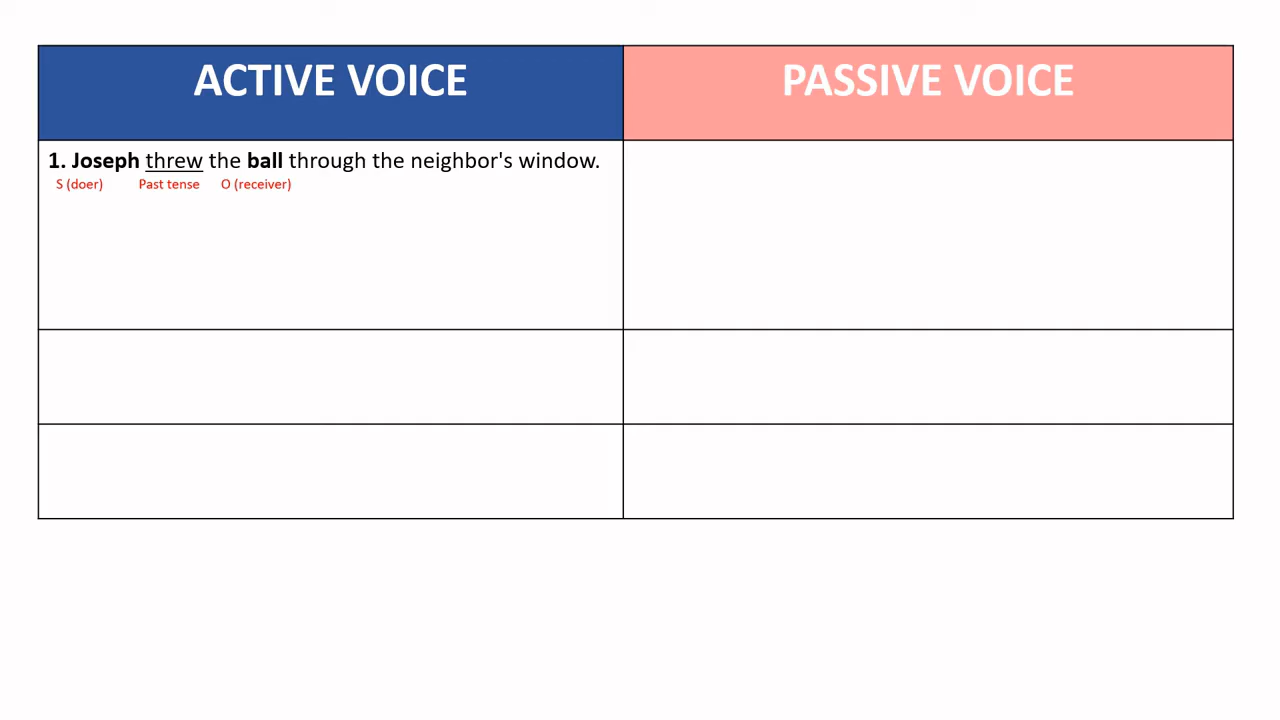 ACTIVE VOICE
PASSIVE VOICE
1. Joseph threw the ball through the neighbor's window.
S (doer) Past tense O (receiver)